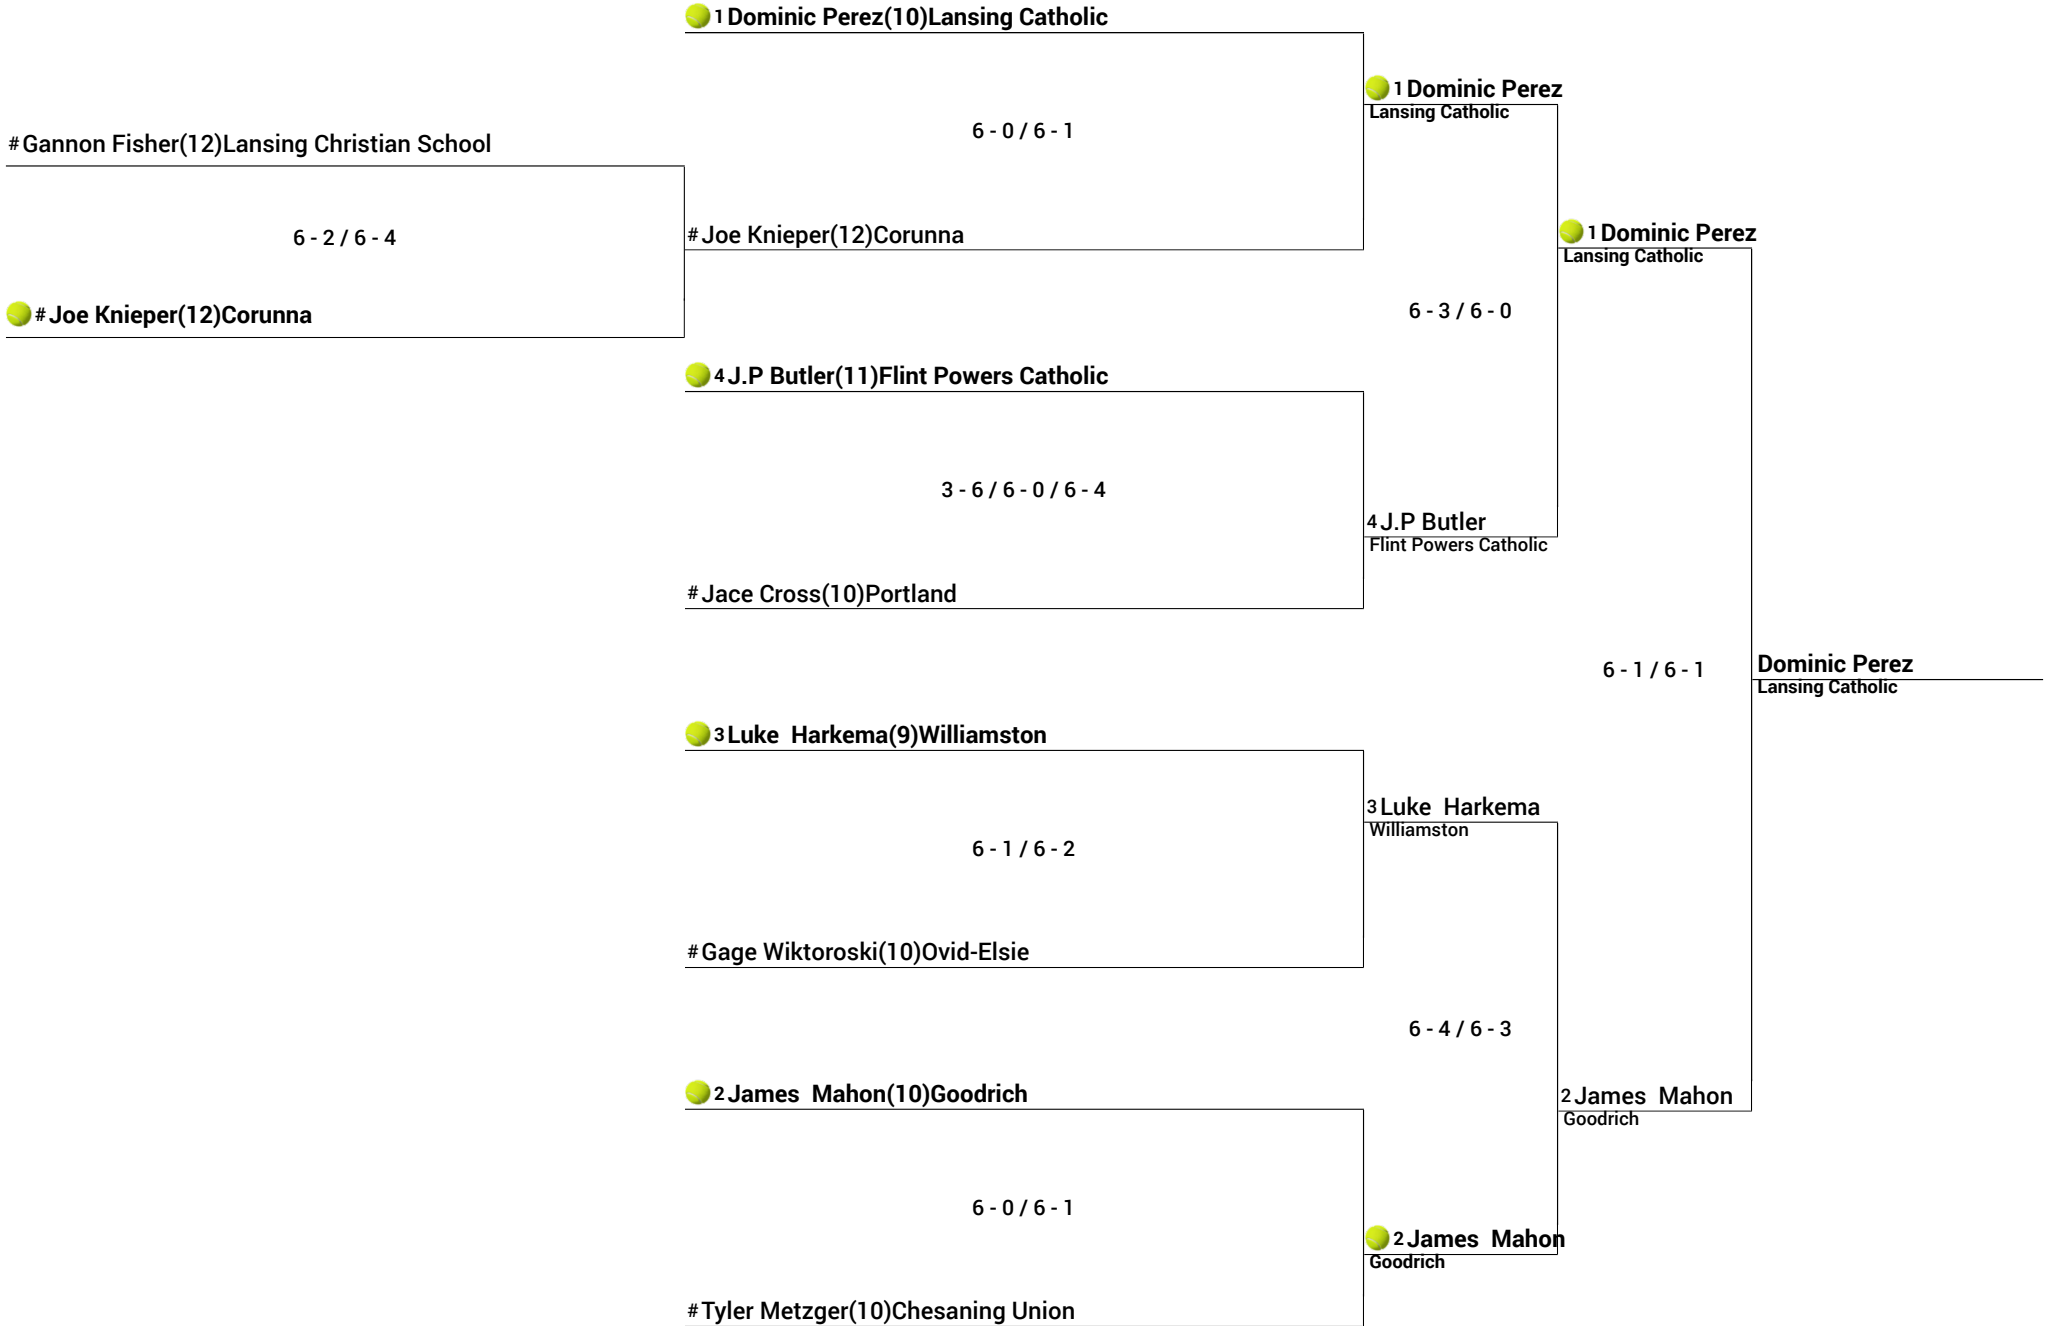 1 Dominic Perez(10)Lansing Catholic
1 Dominic Perez
Lansing Catholic
6 - 0 / 6 - 1
# Gannon Fisher(12)Lansing Christian School
6 - 2 / 6 - 4
# Joe Knieper(12)Corunna
1 Dominic Perez
Lansing Catholic
# Joe Knieper(12)Corunna
6 - 3 / 6 - 0
4 J.P Butler(11)Flint Powers Catholic
3 - 6 / 6 - 0 / 6 - 4
4 J.P Butler
Flint Powers Catholic
# Jace Cross(10)Portland
6 - 1 / 6 - 1
Dominic Perez
Lansing Catholic
3 Luke  Harkema(9)Williamston
3 Luke  Harkema
Williamston
6 - 1 / 6 - 2
# Gage Wiktoroski(10)Ovid-Elsie
6 - 4 / 6 - 3
2 James  Mahon(10)Goodrich
2 James  Mahon
Goodrich
6 - 0 / 6 - 1
2 James  Mahon
Goodrich
# Tyler Metzger(10)Chesaning Union